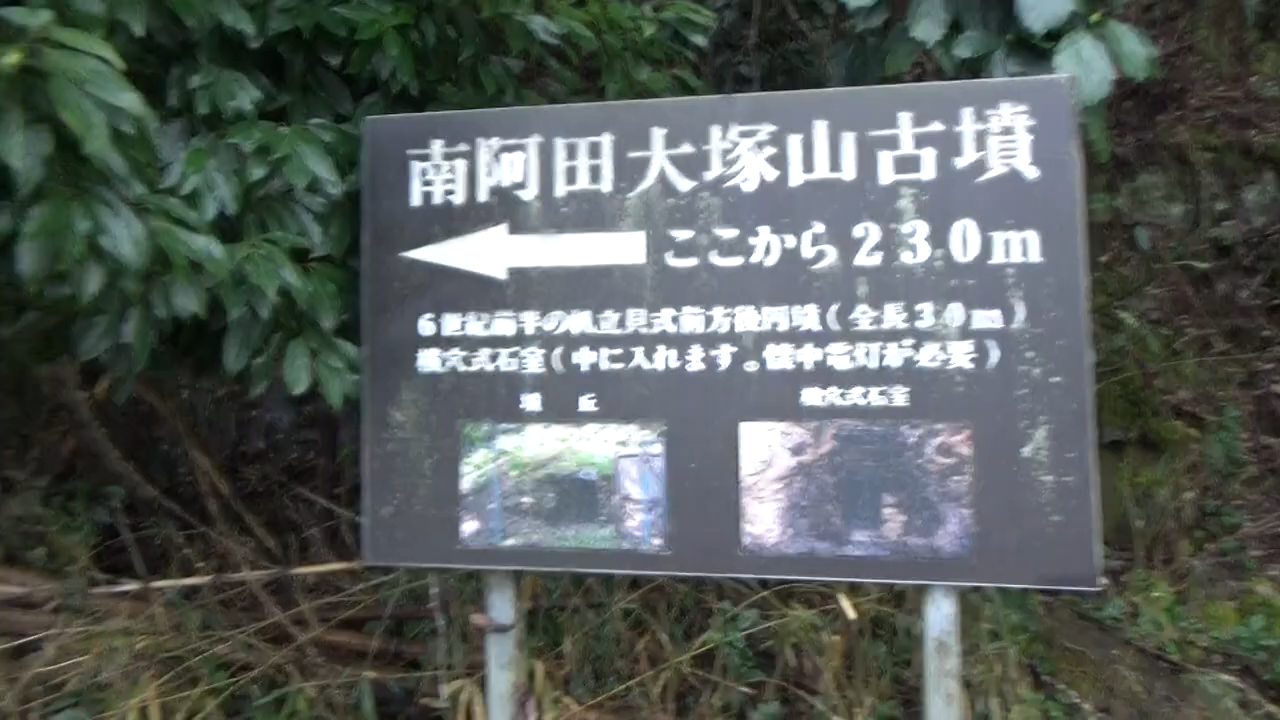 南阿田大塚山古墳
ここから230m
6世紀前半の帆立貝式前方後円墳(全長30m)
横穴式石室(中に入れます。懐中電灯が必要)
墳 丘
横穴式石室